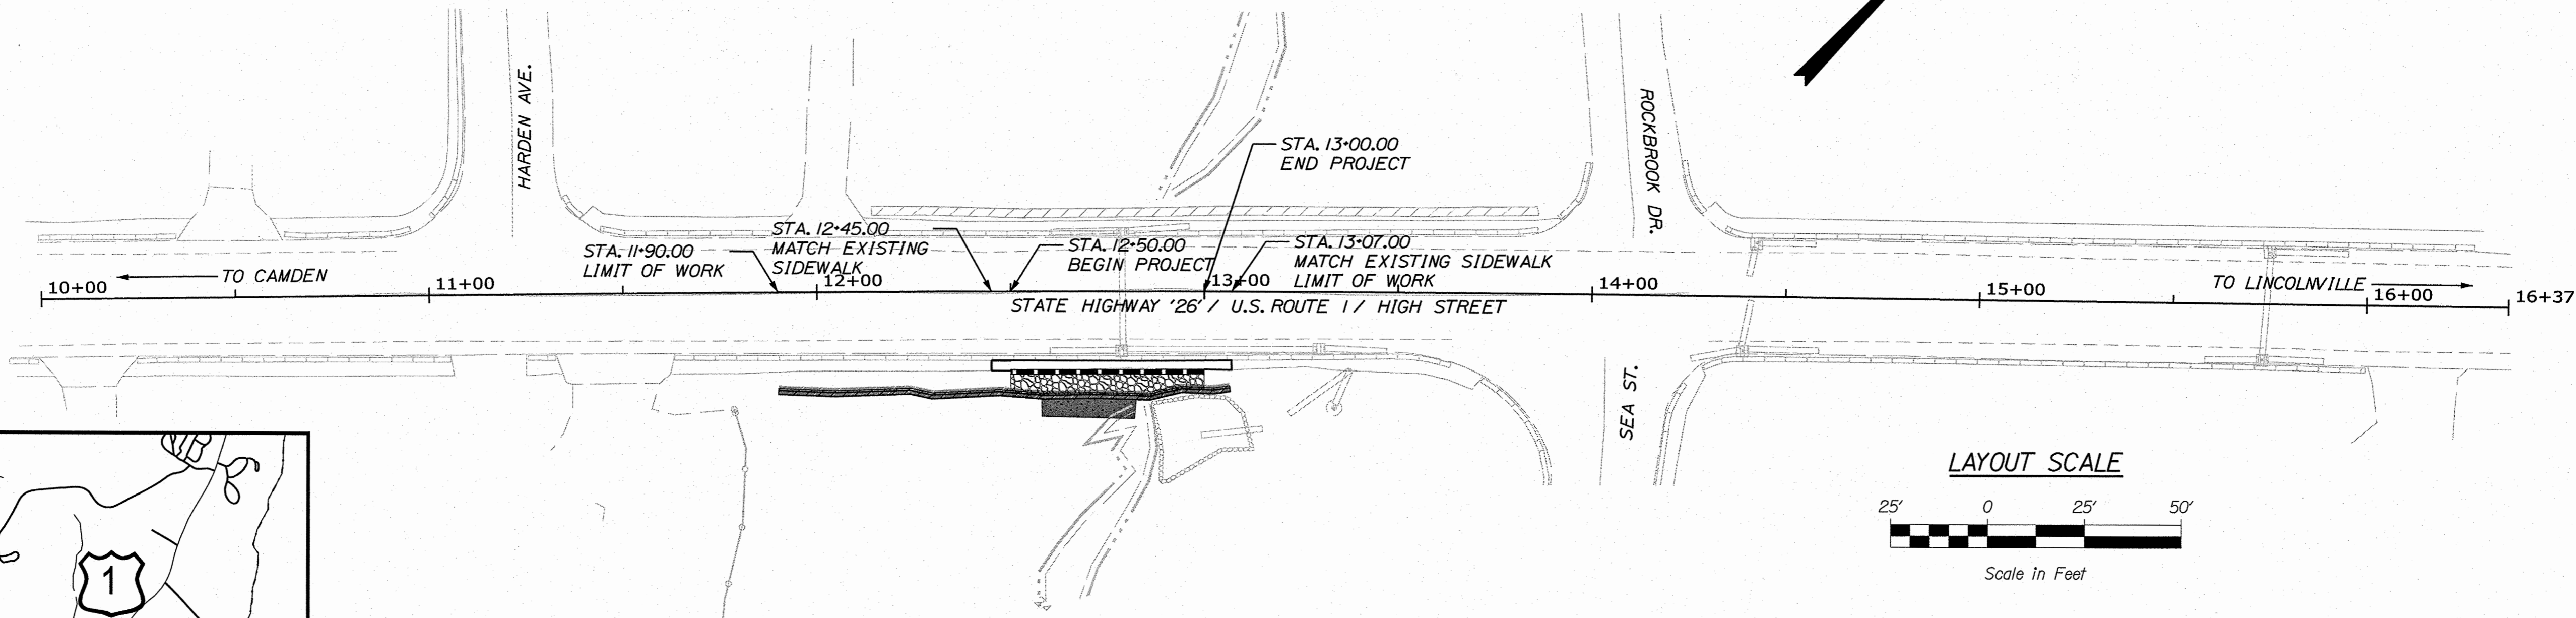 HARDEN AVE.
ROCKBROOK DR.
STA. 13+00.00
END PROJECT
STA. 12+45.00
MATCH EXISTING
SIDEWALK
STA. 11+90.00
LIMIT OF WORK
STA. 12+50.00
BEGIN PROJECT
STA. 13+07.00
MATCH EXISTING SIDEWALK
LIMIT OF WORK
TO CAMDEN
TO LINCOLNVILLE
10+00
11+00
12+00
13+00
14+00
15+00
16+00
16+37
STATE HIGHWAY '26' / U.S. ROUTE 1 / HIGH STREET
SEA ST.
LAYOUT SCALE
25' 0 25' 50'
Scale in Feet
1